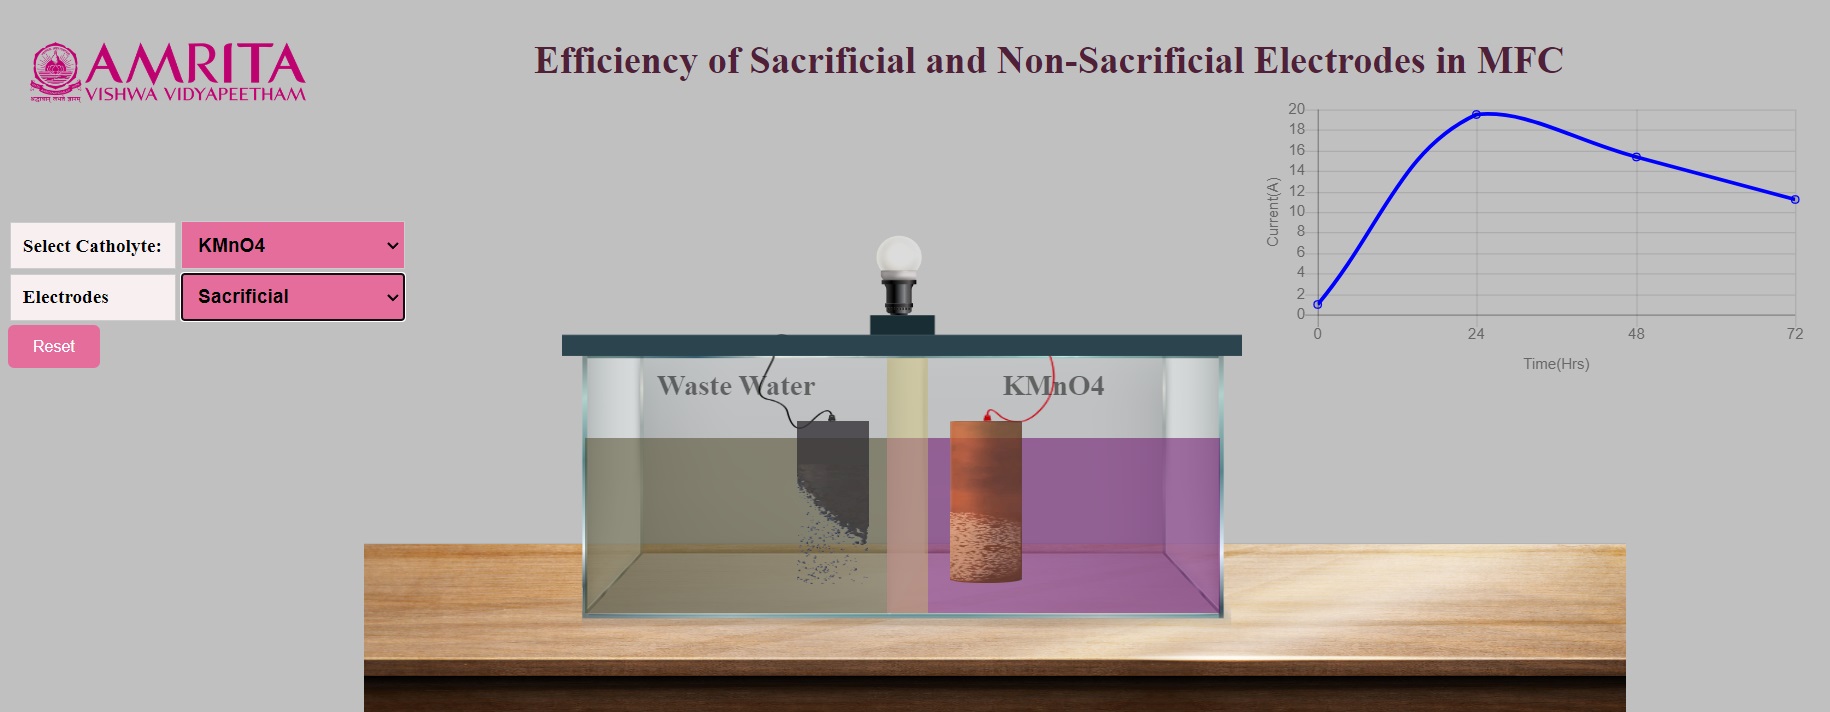 AMRITA
VISHWA VIDYAPEETHAM
Efficiency of Sacrificial and Non-Sacrificial Electrodes in MFC
Select Catholyte:
KMnO4
Electrodes
Sacrificial
Reset
Waste Water
KMnO4
Current(A)
20
18
16
14
12
10
8
6
4
2
0
0 24 48 72
Time(Hrs)